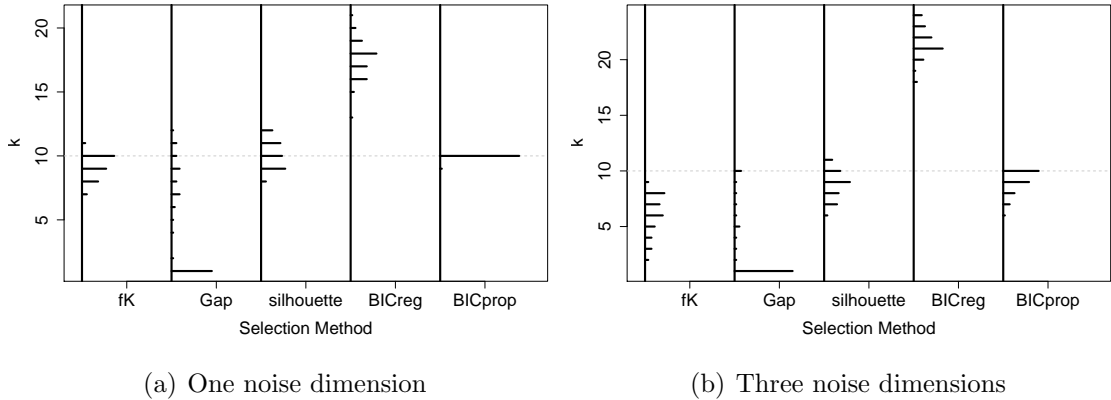 20
15
10
5
k
fK Gap silhouette BICreg BICprop
Selection Method
(a) One noise dimension
20
15
10
5
k
fK Gap silhouette BICreg BICprop
Selection Method
(b) Three noise dimensions